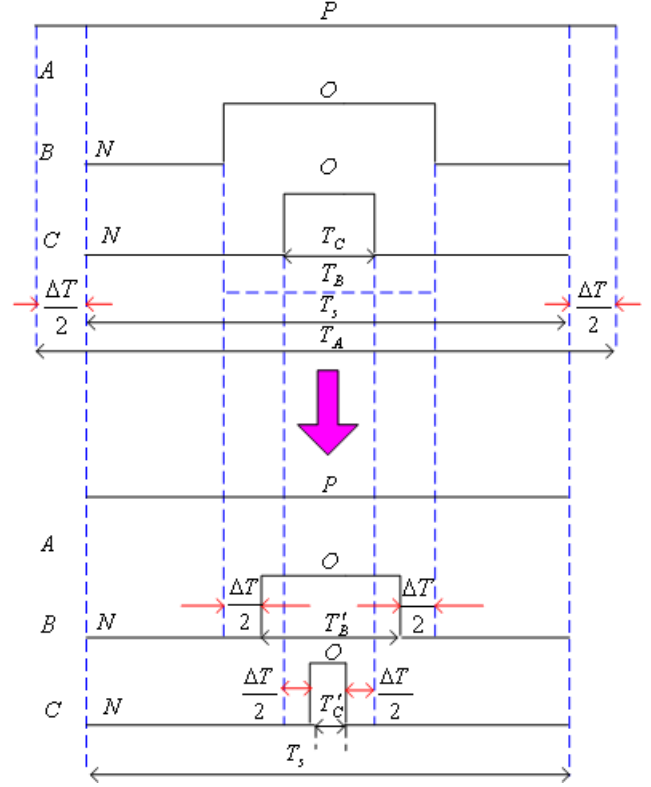 P
A
O
B N
O
C N T_C
T_B
ΔT/2 T_s ΔT/2
T_A
P
A
O
ΔT/2 ΔT/2
B N T'_B
O
ΔT/2 ΔT/2
C N T'_C
T_s